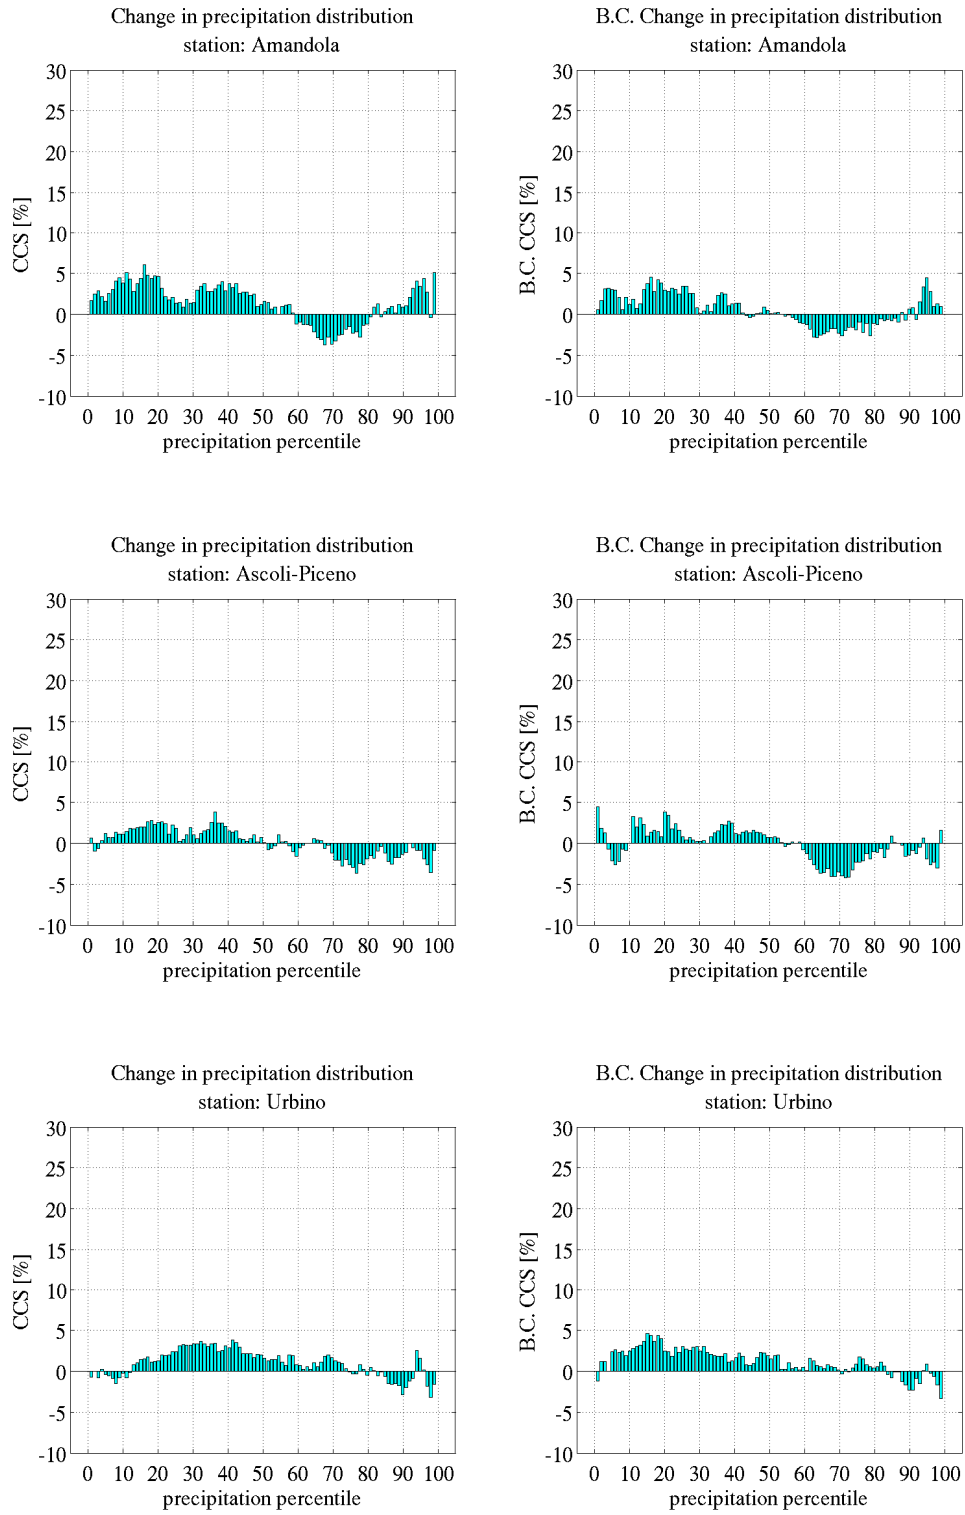 Change in precipitation distribution
station: Amandola
30
25
20
15
10
5
0
-5
-10
CCS [%]
0 10 20 30 40 50 60 70 80 90 100
precipitation percentile
B.C. Change in precipitation distribution
station: Amandola
30
25
20
15
10
5
0
-5
-10
B.C. CCS [%]
0 10 20 30 40 50 60 70 80 90 100
precipitation percentile
Change in precipitation distribution
station: Ascoli-Piceno
30
25
20
15
10
5
0
-5
-10
CCS [%]
0 10 20 30 40 50 60 70 80 90 100
precipitation percentile
B.C. Change in precipitation distribution
station: Ascoli-Piceno
30
25
20
15
10
5
0
-5
-10
B.C. CCS [%]
0 10 20 30 40 50 60 70 80 90 100
precipitation percentile
Change in precipitation distribution
station: Urbino
30
25
20
15
10
5
0
-5
-10
CCS [%]
0 10 20 30 40 50 60 70 80 90 100
precipitation percentile
B.C. Change in precipitation distribution
station: Urbino
30
25
20
15
10
5
0
-5
-10
B.C. CCS [%]
0 10 20 30 40 50 60 70 80 90 100
precipitation percentile